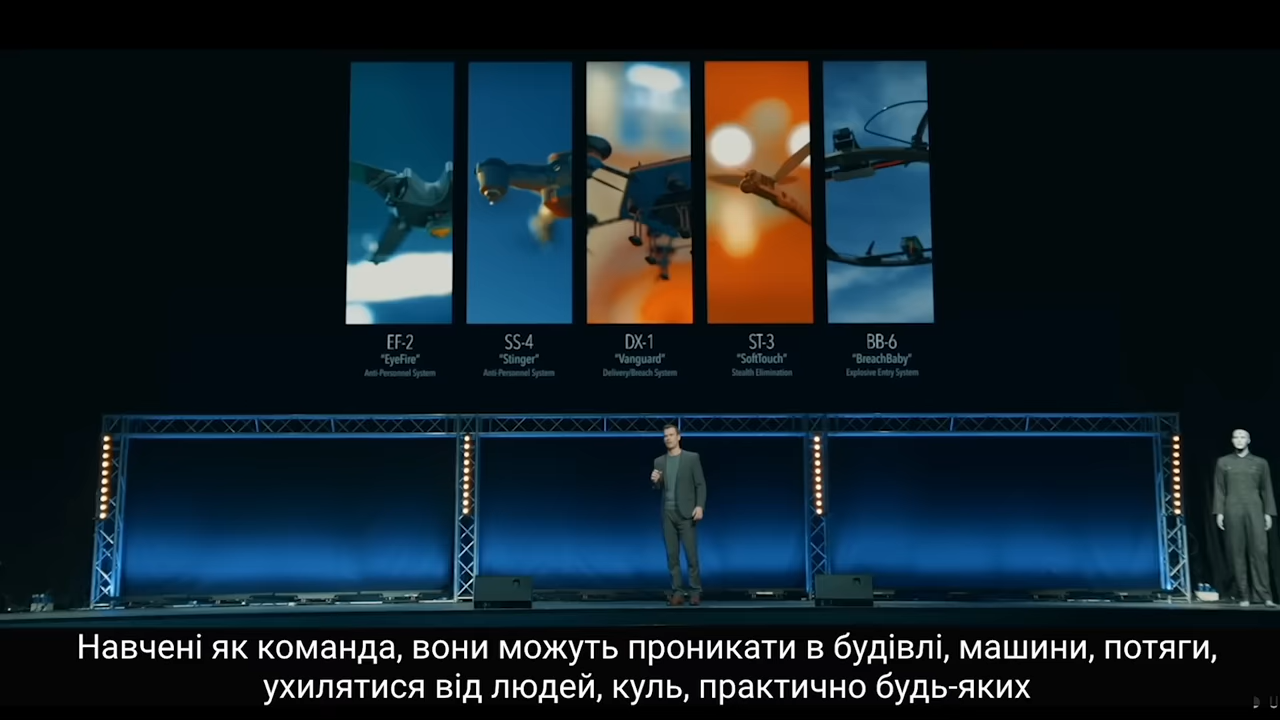 EF-2
"EyeFire"
Anti-Personnel System
SS-4
"Stinger"
Anti-Personnel System
DX-1
"Vanguard"
Delivery/Breach System
ST-3
"SoftTouch"
Stealth Elimination
BB-6
"BreachBaby"
Explosive Entry System
Навчені як команда, вони можуть проникати в будівлі, машини, потяги,
ухилятися від людей, куль, практично будь-яких